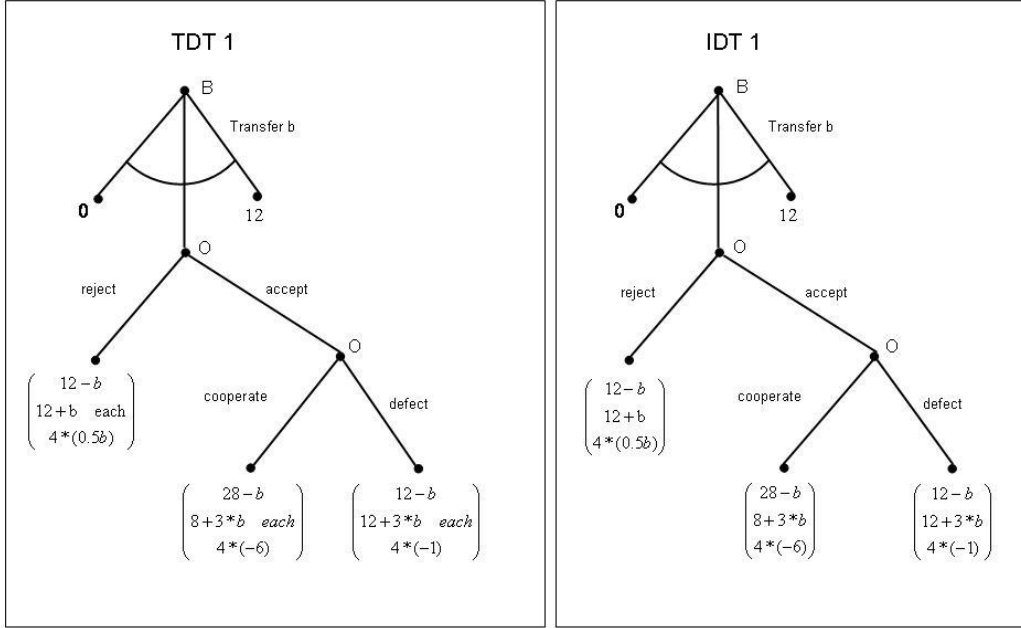 TDT 1
B
Transfer b
0
12
O
reject
accept
12 − b
12 + b each
4 * (0.5b)
O
cooperate
defect
28 − b
8 + 3 * b each
4 * (−6)
12 − b
12 + 3 * b each
4 * (−1)
IDT 1
B
Transfer b
0
12
O
reject
accept
12 − b
12 + b
4 * (0.5b)
O
cooperate
defect
28 − b
8 + 3 * b
4 * (−6)
12 − b
12 + 3 * b
4 * (−1)